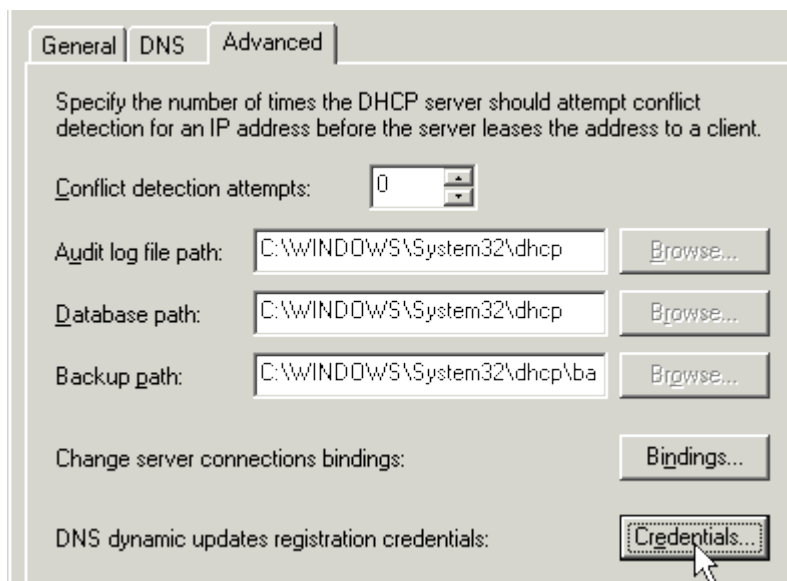 General DNS Advanced
Specify the number of times the DHCP server should attempt conflict
detection for an IP address before the server leases the address to a client.
Conflict detection attempts: 0
Audit log file path: C:\WINDOWS\System32\dhcp Browse...
Database path: C:\WINDOWS\System32\dhcp Browse...
Backup path: C:\WINDOWS\System32\dhcp\ba Browse...
Change server connections bindings: Bindings...
DNS dynamic updates registration credentials: Credentials...